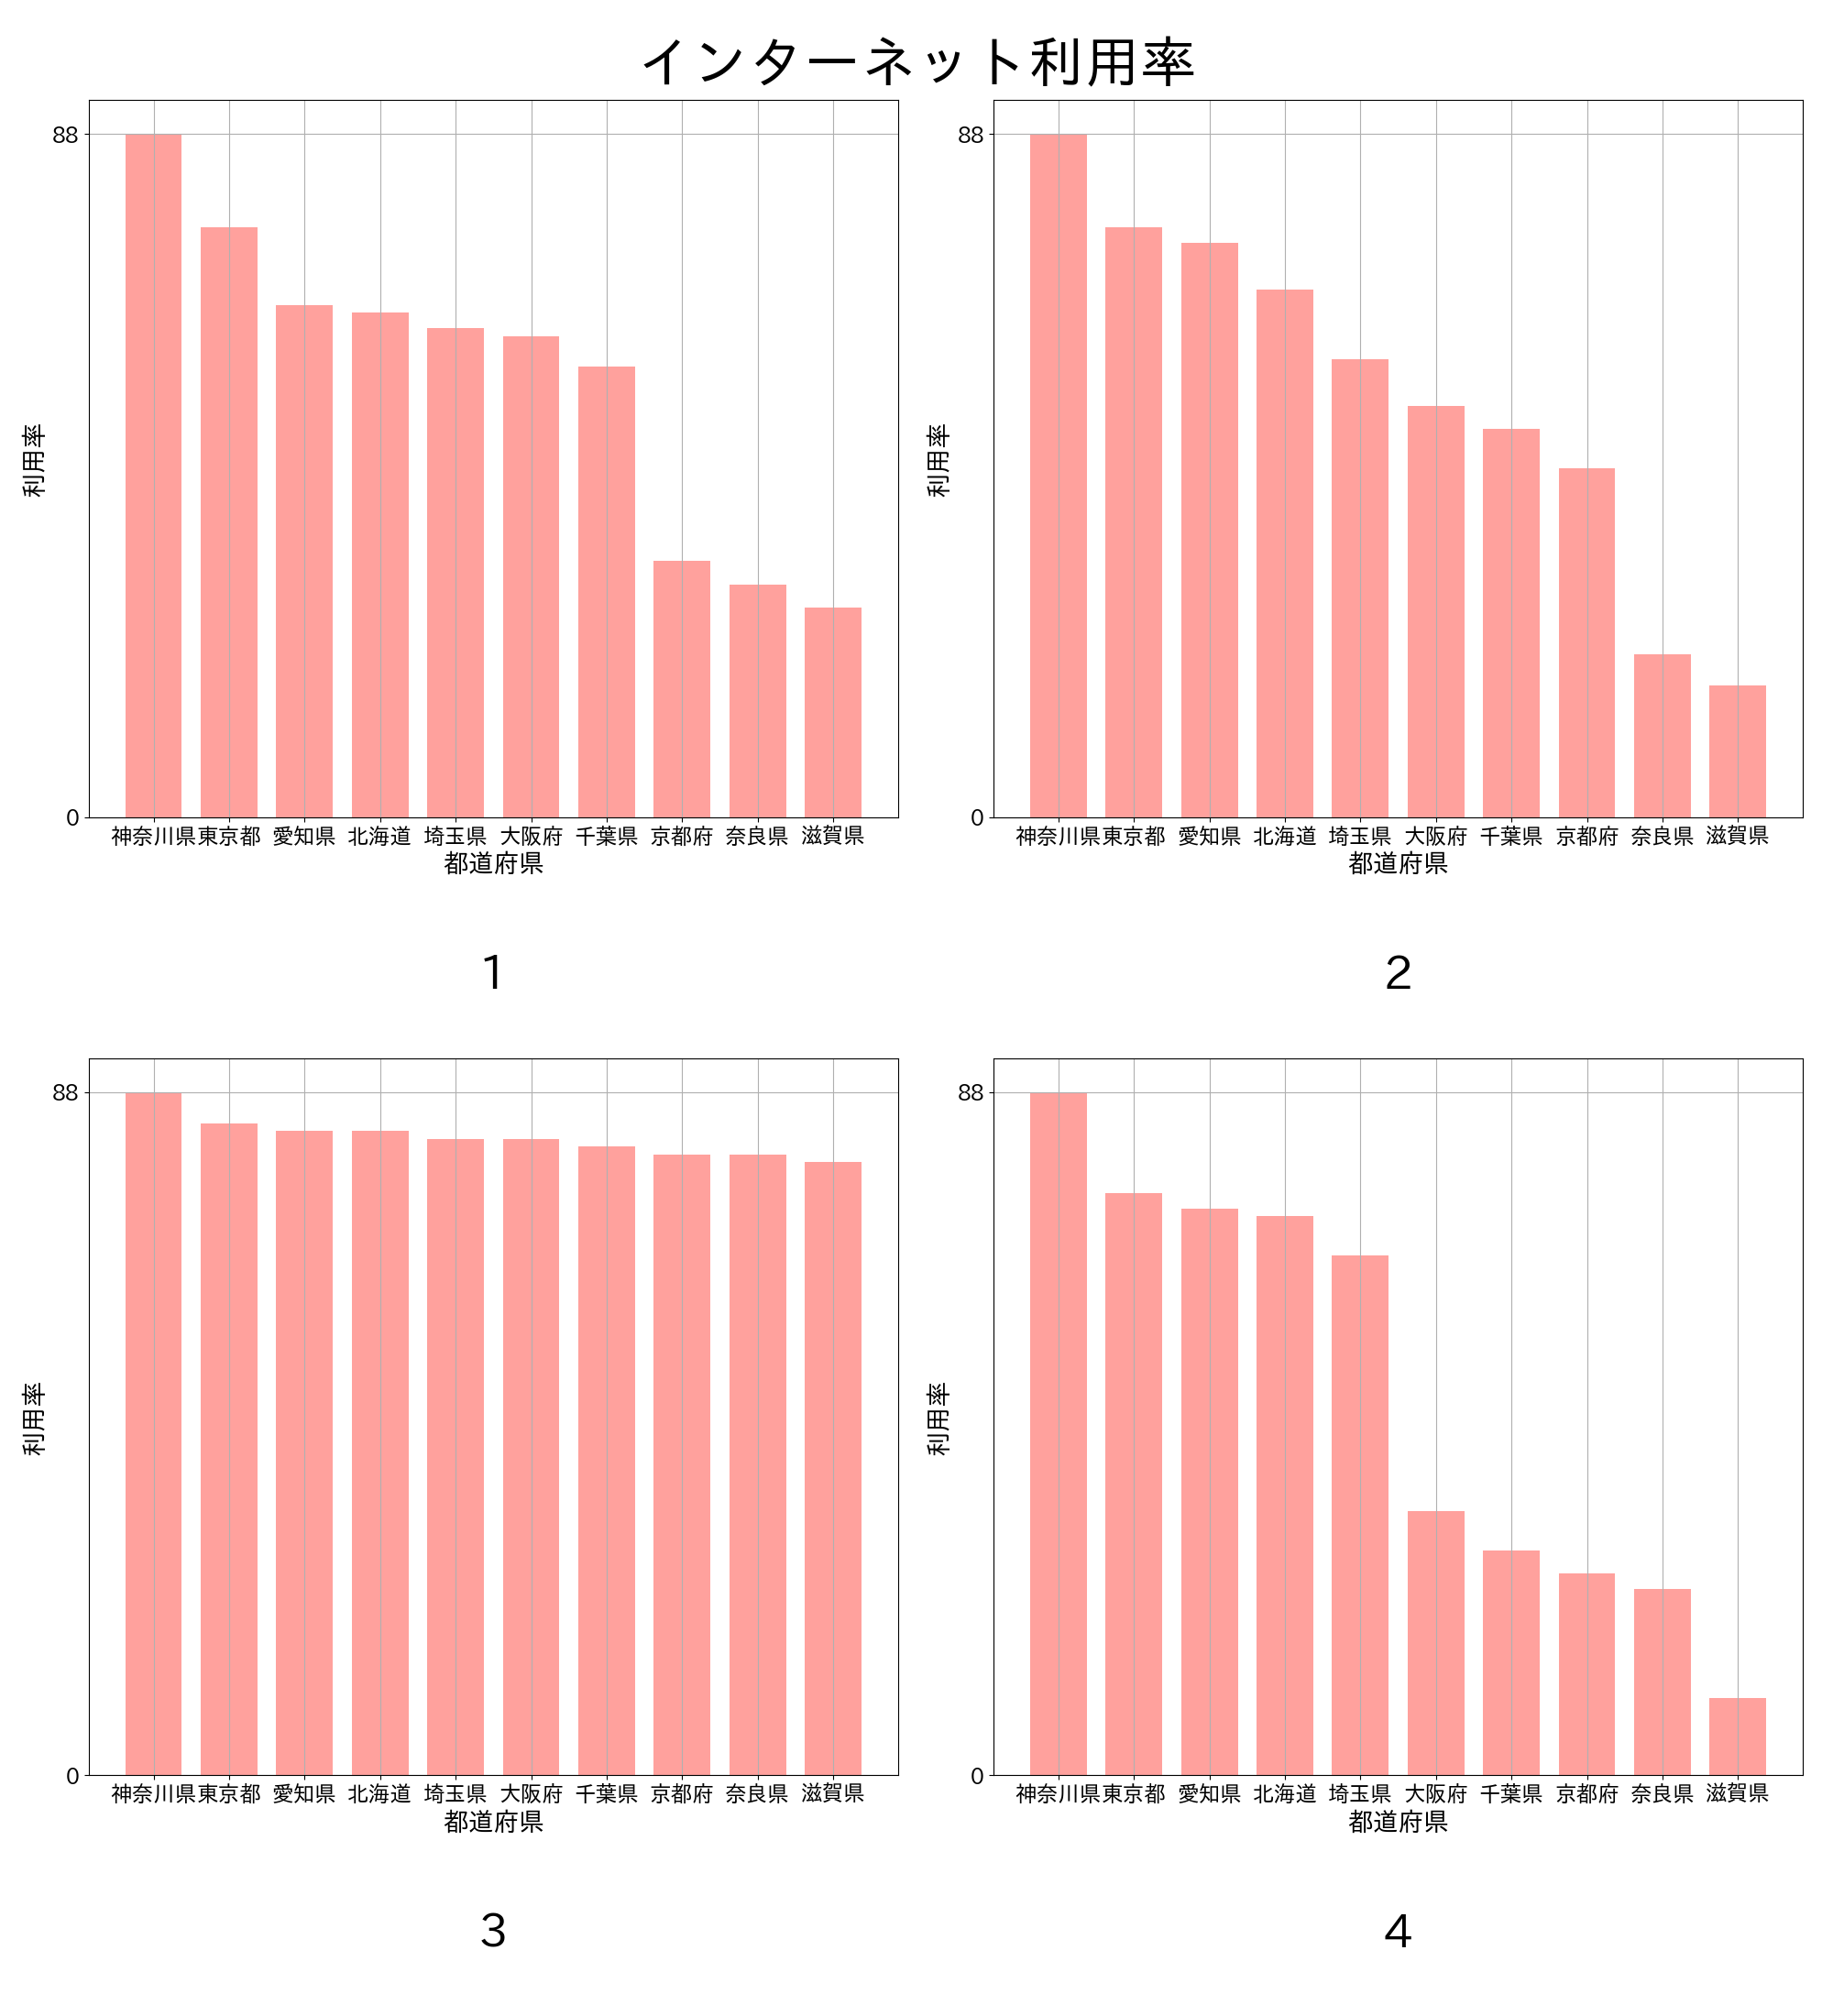 インターネット利用率
88
0
利用率
神奈川県 東京都 愛知県 北海道 埼玉県 大阪府 千葉県 京都府 奈良県 滋賀県
都道府県
1
88
0
利用率
神奈川県 東京都 愛知県 北海道 埼玉県 大阪府 千葉県 京都府 奈良県 滋賀県
都道府県
2
88
0
利用率
神奈川県 東京都 愛知県 北海道 埼玉県 大阪府 千葉県 京都府 奈良県 滋賀県
都道府県
3
88
0
利用率
神奈川県 東京都 愛知県 北海道 埼玉県 大阪府 千葉県 京都府 奈良県 滋賀県
都道府県
4